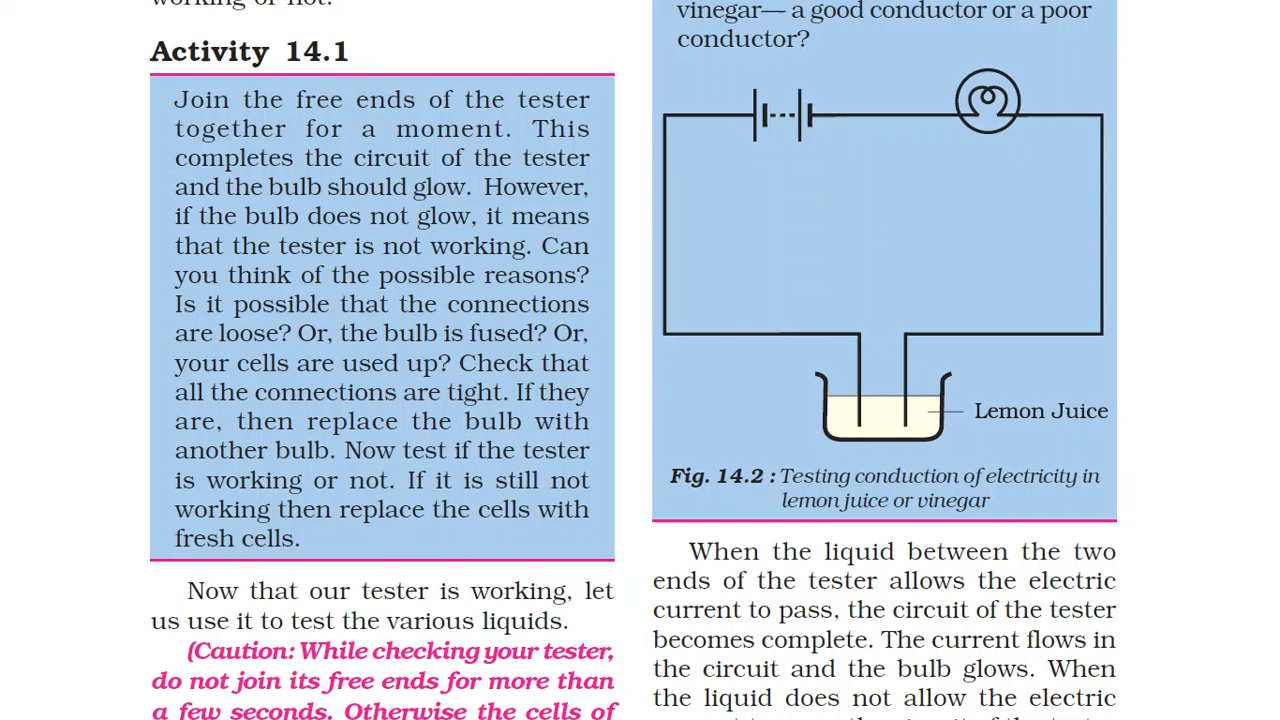 working or not.
Activity 14.1
Join the free ends of the tester
together for a moment. This
completes the circuit of the tester
and the bulb should glow. However,
if the bulb does not glow, it means
that the tester is not working. Can
you think of the possible reasons?
Is it possible that the connections
are loose? Or, the bulb is fused? Or,
your cells are used up? Check that
all the connections are tight. If they
are, then replace the bulb with
another bulb. Now test if the tester
is working or not. If it is still not
working then replace the cells with
fresh cells.
Now that our tester is working, let
us use it to test the various liquids.
(Caution: While checking your tester,
do not join its free ends for more than
a few seconds. Otherwise the cells of
vinegar— a good conductor or a poor
conductor?
Lemon Juice
Fig. 14.2 : Testing conduction of electricity in
lemon juice or vinegar
When the liquid between the two
ends of the tester allows the electric
current to pass, the circuit of the tester
becomes complete. The current flows in
the circuit and the bulb glows. When
the liquid does not allow the electric